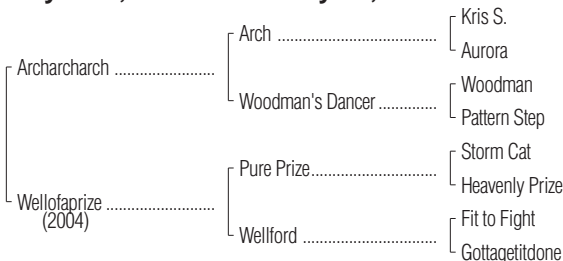 Kris S.
Arch ......................................
Aurora
Archarcharch ........................
Woodman
Woodman's Dancer ..............
Pattern Step
Storm Cat
Pure Prize..............................
Heavenly Prize
Wellofaprize ..........................
(2004)
Fit to Fight
Wellford ................................
Gottagetitdone